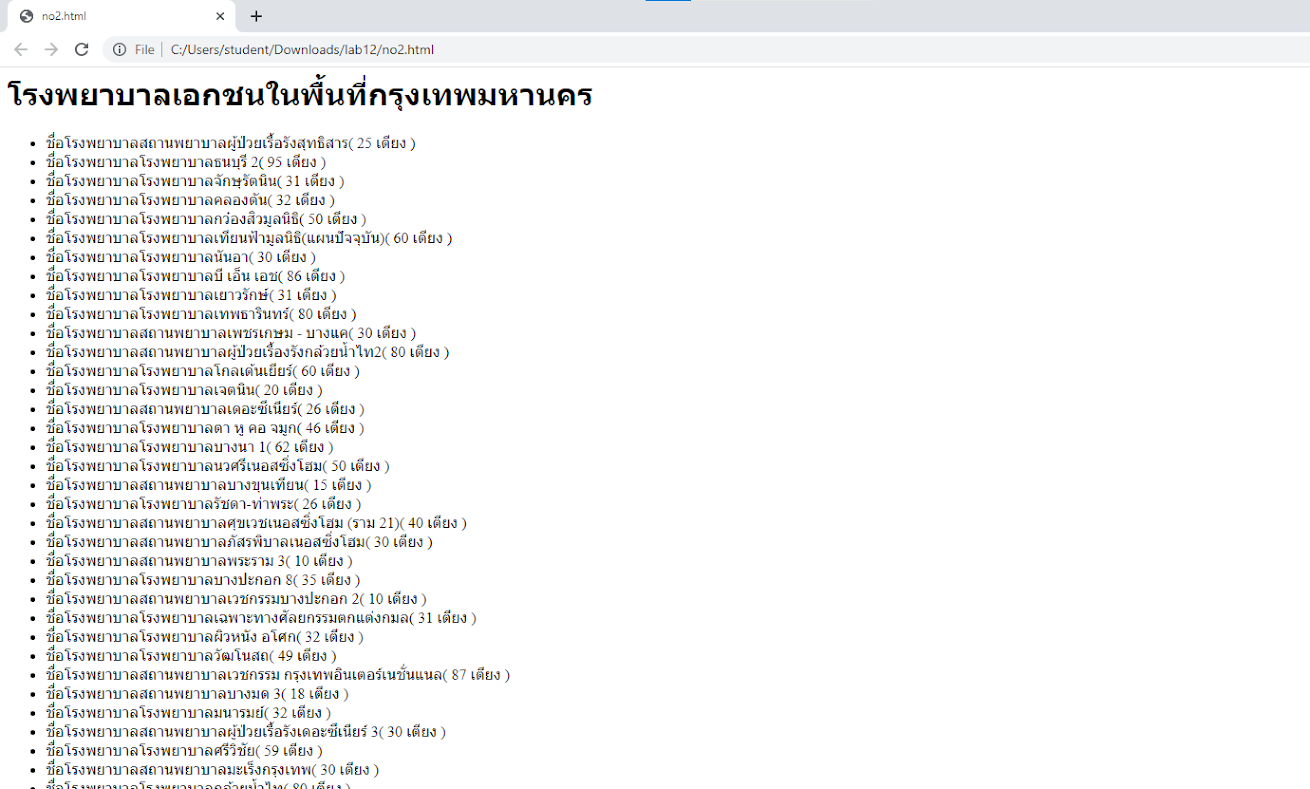 no2.html
File | C:/Users/student/Downloads/lab12/no2.html
โรงพยาบาลเอกชนในพื้นที่กรุงเทพมหานคร
ชื่อโรงพยาบาลสถานพยาบาลผู้ป่วยเรื้อรังสุทธิสาร( 25 เตียง )
ชื่อโรงพยาบาลโรงพยาบาลธนบุรี 2( 95 เตียง )
ชื่อโรงพยาบาลโรงพยาบาลจักษุรัตนิน( 31 เตียง )
ชื่อโรงพยาบาลโรงพยาบาลคลองตัน( 32 เตียง )
ชื่อโรงพยาบาลโรงพยาบาลกว๋องสิวมูลนิธิ( 50 เตียง )
ชื่อโรงพยาบาลโรงพยาบาลเทียนฟ้ามูลนิธิ(แผนปัจจุบัน)( 60 เตียง )
ชื่อโรงพยาบาลโรงพยาบาลนันอา( 30 เตียง )
ชื่อโรงพยาบาลโรงพยาบาลบี เอ็น เอช( 86 เตียง )
ชื่อโรงพยาบาลโรงพยาบาลเยาวรักษ์( 31 เตียง )
ชื่อโรงพยาบาลโรงพยาบาลเทพธารินทร์( 80 เตียง )
ชื่อโรงพยาบาลสถานพยาบาลเพชรเกษม - บางแค( 30 เตียง )
ชื่อโรงพยาบาลสถานพยาบาลผู้ป่วยเรื้องรังกล้วยน้ำไท2( 80 เตียง )
ชื่อโรงพยาบาลโรงพยาบาลโกลเด้นเยียร์( 60 เตียง )
ชื่อโรงพยาบาลโรงพยาบาลเจตนิน( 20 เตียง )
ชื่อโรงพยาบาลสถานพยาบาลเดอะซีเนียร์( 26 เตียง )
ชื่อโรงพยาบาลโรงพยาบาลตา หู คอ จมูก( 46 เตียง )
ชื่อโรงพยาบาลโรงพยาบาลบางนา 1( 62 เตียง )
ชื่อโรงพยาบาลโรงพยาบาลนวศรีเนอสซิ่งโฮม( 50 เตียง )
ชื่อโรงพยาบาลสถานพยาบาลบางขุนเทียน( 15 เตียง )
ชื่อโรงพยาบาลโรงพยาบาลรัชดา-ท่าพระ( 26 เตียง )
ชื่อโรงพยาบาลสถานพยาบาลศุขเวชเนอสซิ่งโฮม (ราม 21)( 40 เตียง )
ชื่อโรงพยาบาลสถานพยาบาลภัสรพิบาลเนอสซิ่งโฮม( 30 เตียง )
ชื่อโรงพยาบาลสถานพยาบาลพระราม 3( 10 เตียง )
ชื่อโรงพยาบาลโรงพยาบาลบางปะกอก 8( 35 เตียง )
ชื่อโรงพยาบาลสถานพยาบาลเวชกรรมบางปะกอก 2( 10 เตียง )
ชื่อโรงพยาบาลโรงพยาบาลเฉพาะทางศัลยกรรมตกแต่งกมล( 31 เตียง )
ชื่อโรงพยาบาลโรงพยาบาลผิวหนัง อโศก( 32 เตียง )
ชื่อโรงพยาบาลโรงพยาบาลวัฒโนสถ( 49 เตียง )
ชื่อโรงพยาบาลสถานพยาบาลเวชกรรม กรุงเทพอินเตอร์เนชั่นแนล( 87 เตียง )
ชื่อโรงพยาบาลสถานพยาบาลบางมด 3( 18 เตียง )
ชื่อโรงพยาบาลโรงพยาบาลมนารมย์( 32 เตียง )
ชื่อโรงพยาบาลสถานพยาบาลผู้ป่วยเรื้อรังเดอะซีเนียร์ 3( 30 เตียง )
ชื่อโรงพยาบาลโรงพยาบาลศรีวิชัย( 59 เตียง )
ชื่อโรงพยาบาลสถานพยาบาลมะเร็งกรุงเทพ( 30 เตียง )
ชื่อโรงพยาบาลโรงพยาบาลกล้วยน้ำไท( 80 เตียง )